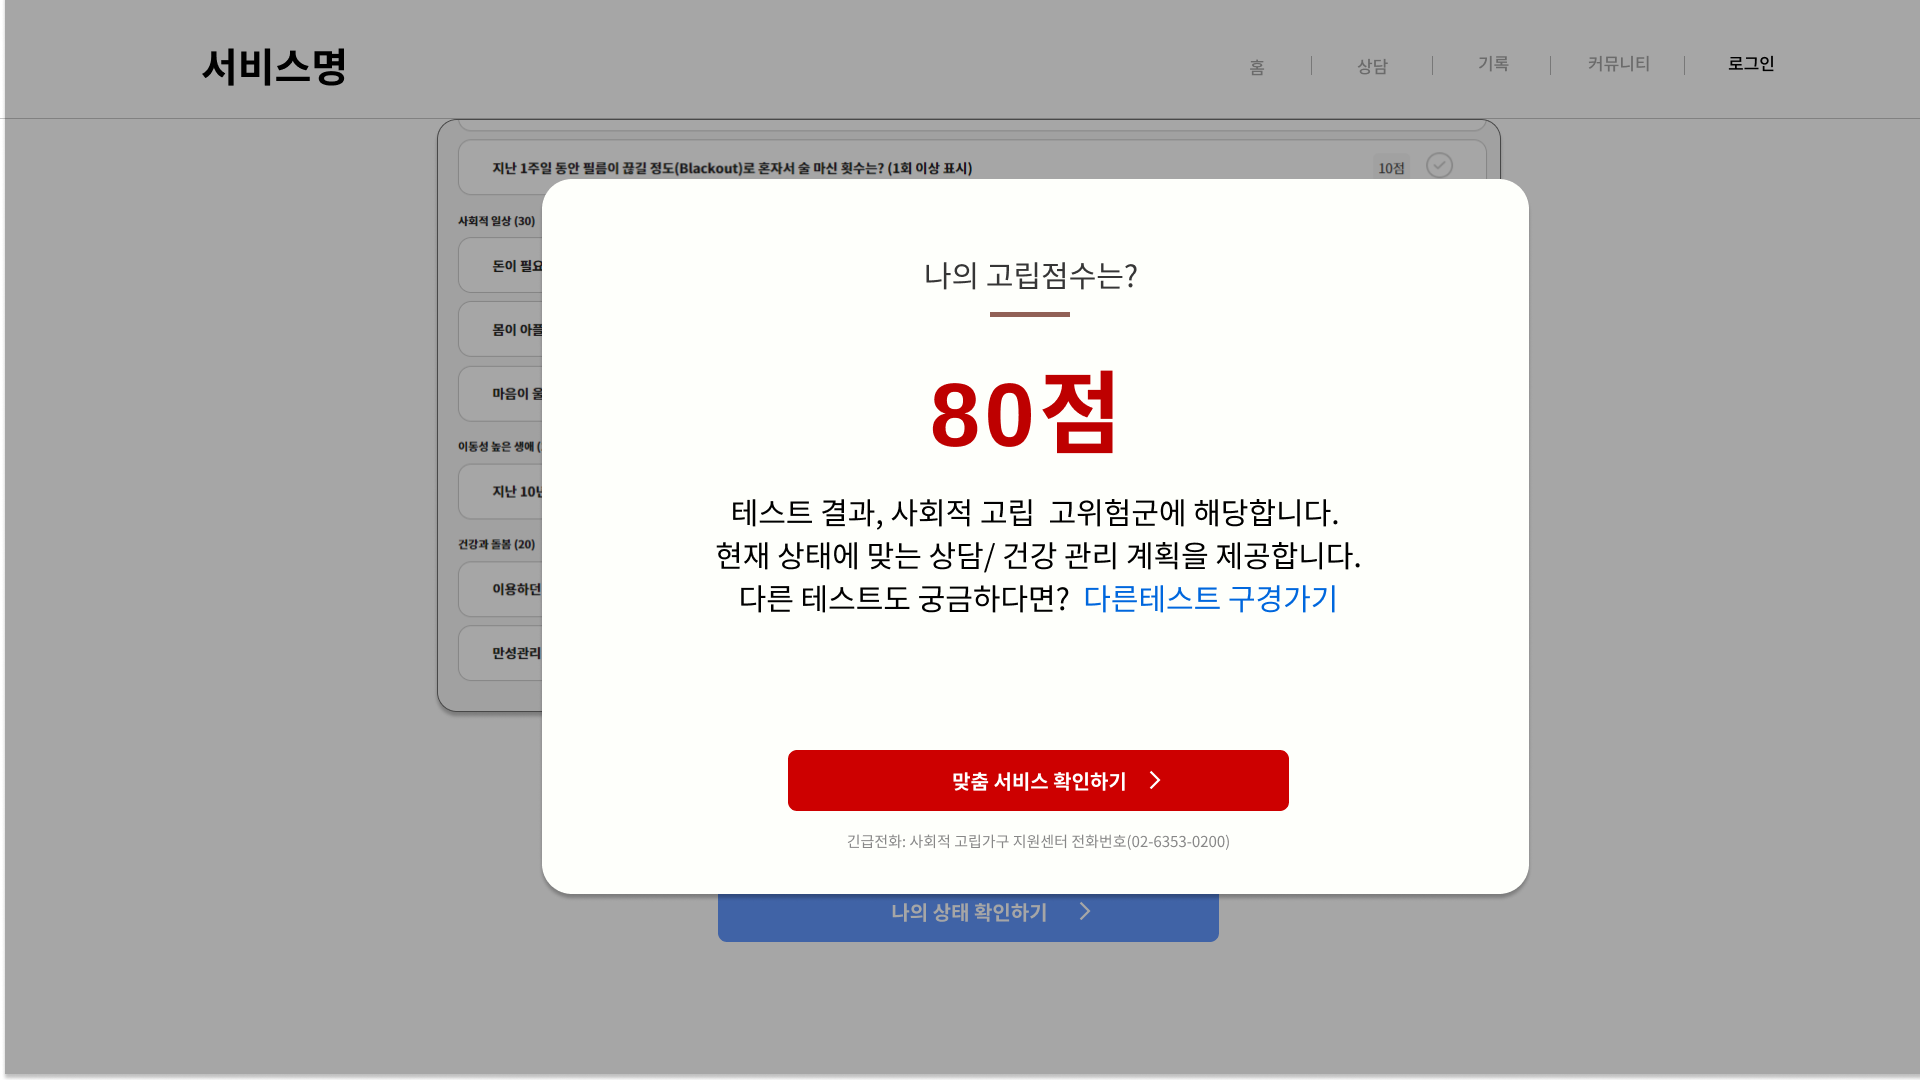 서비스명
홈
상담
기록
커뮤니티
로그인
지난 1주일 동안 필름이 끊길 정도(Blackout)로 혼자서 술 마신 횟수는? (1회 이상 표시)
10점
사회적 일상 (30)
돈이 필요
몸이 아플
마음이 울
이동성 높은 생애 (
지난 10년
건강과 돌봄 (20)
이용하던
만성관리
나의 고립점수는?
80점
테스트 결과, 사회적 고립 고위험군에 해당합니다.
현재 상태에 맞는 상담/ 건강 관리 계획을 제공합니다.
다른 테스트도 궁금하다면? 다른테스트 구경가기
맞춤 서비스 확인하기
긴급전화: 사회적 고립가구 지원센터 전화번호(02-6353-0200)
나의 상태 확인하기